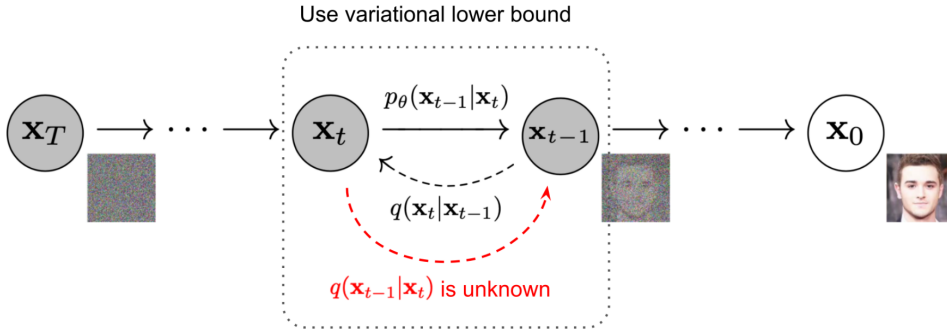 Use variational lower bound
x_T ⋯ x_t p_θ(x_{t−1}|x_t) x_{t−1} ⋯ x_0
q(x_t|x_{t−1})
q(x_{t−1}|x_t) is unknown